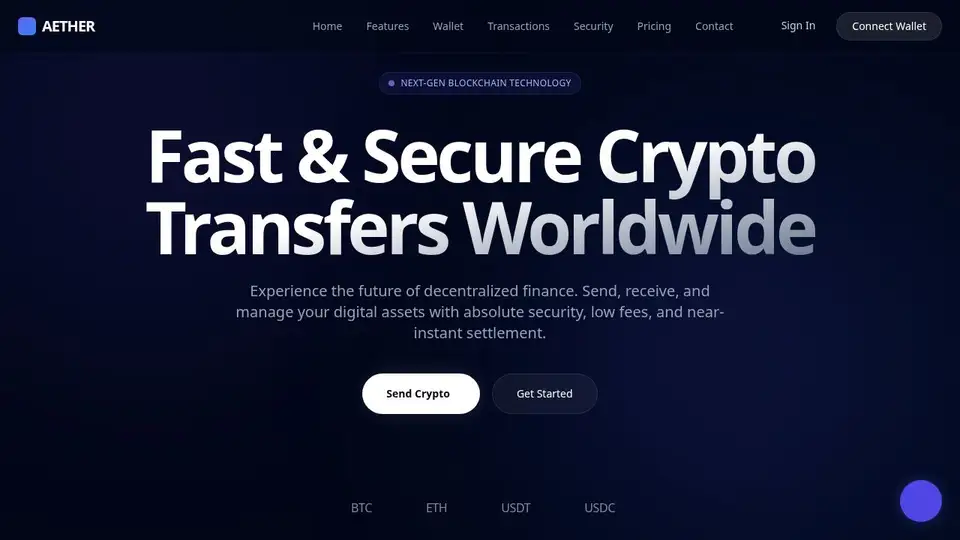 AETHER
Home Features Wallet Transactions Security Pricing Contact Sign In Connect Wallet
NEXT-GEN BLOCKCHAIN TECHNOLOGY
Fast & Secure Crypto
Transfers Worldwide
Experience the future of decentralized finance. Send, receive, and
manage your digital assets with absolute security, low fees, and near-
instant settlement.
Send Crypto Get Started
BTC ETH USDT USDC